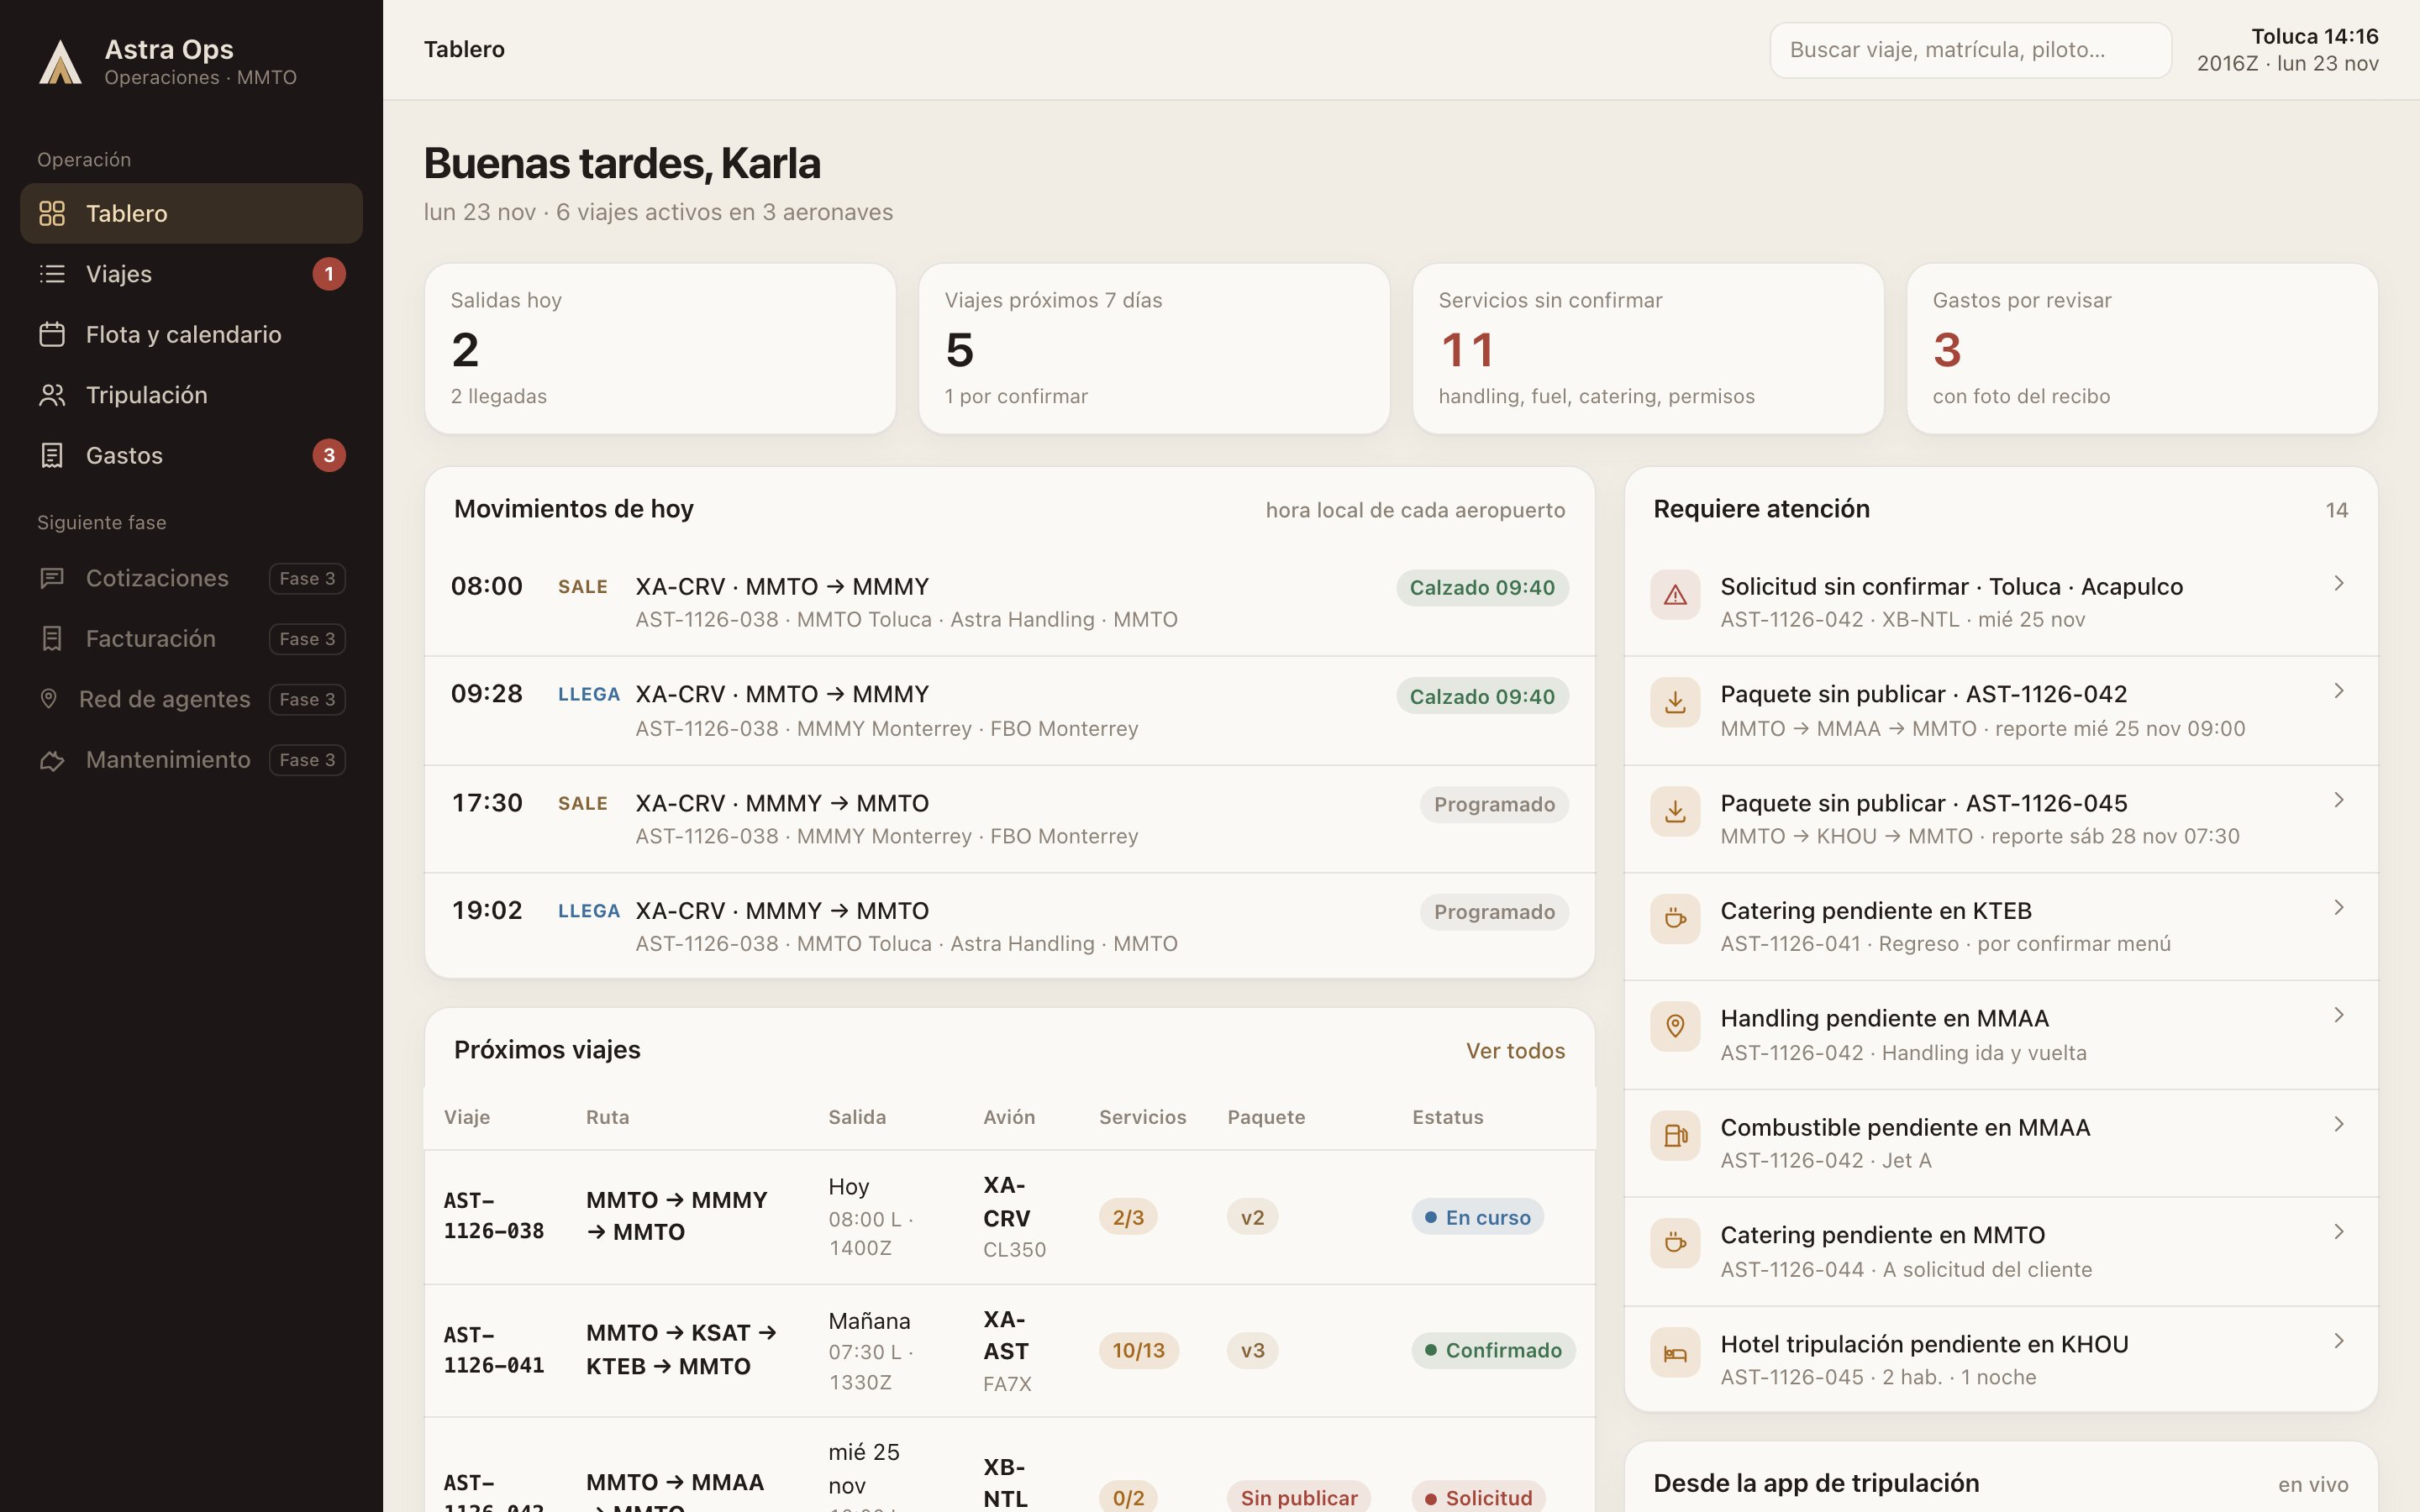 Astra Ops
Operaciones · MMTO
Operación
Tablero
Viajes 1
Flota y calendario
Tripulación
Gastos 3
Siguiente fase
Cotizaciones Fase 3
Facturación Fase 3
Red de agentes Fase 3
Mantenimiento Fase 3
Tablero
Buscar viaje, matrícula, piloto...
Toluca 14:16
2016Z · lun 23 nov
Buenas tardes, Karla
lun 23 nov · 6 viajes activos en 3 aeronaves
Salidas hoy
2
2 llegadas
Viajes próximos 7 días
5
1 por confirmar
Servicios sin confirmar
11
handling, fuel, catering, permisos
Gastos por revisar
3
con foto del recibo
Movimientos de hoy hora local de cada aeropuerto
08:00 SALE XA-CRV · MMTO → MMMY Calzado 09:40
AST-1126-038 · MMTO Toluca · Astra Handling · MMTO
09:28 LLEGA XA-CRV · MMTO → MMMY Calzado 09:40
AST-1126-038 · MMMY Monterrey · FBO Monterrey
17:30 SALE XA-CRV · MMMY → MMTO Programado
AST-1126-038 · MMMY Monterrey · FBO Monterrey
19:02 LLEGA XA-CRV · MMMY → MMTO Programado
AST-1126-038 · MMTO Toluca · Astra Handling · MMTO
Próximos viajes Ver todos
Viaje Ruta Salida Avión Servicios Paquete Estatus
AST-
1126-038
MMTO → MMMY
→ MMTO
Hoy
08:00 L ·
1400Z
XA-
CRV
CL350
2/3
v2
En curso
AST-
1126-041
MMTO → KSAT →
KTEB → MMTO
Mañana
07:30 L ·
1330Z
XA-
AST
FA7X
10/13
v3
Confirmado
AST-
MMTO → MMAA
mié 25
nov
XB-
NTL
0/2
Sin publicar
Solicitud
Requiere atención 14
Solicitud sin confirmar · Toluca · Acapulco
AST-1126-042 · XB-NTL · mié 25 nov
Paquete sin publicar · AST-1126-042
MMTO → MMAA → MMTO · reporte mié 25 nov 09:00
Paquete sin publicar · AST-1126-045
MMTO → KHOU → MMTO · reporte sáb 28 nov 07:30
Catering pendiente en KTEB
AST-1126-041 · Regreso · por confirmar menú
Handling pendiente en MMAA
AST-1126-042 · Handling ida y vuelta
Combustible pendiente en MMAA
AST-1126-042 · Jet A
Catering pendiente en MMTO
AST-1126-044 · A solicitud del cliente
Hotel tripulación pendiente en KHOU
AST-1126-045 · 2 hab. · 1 noche
Desde la app de tripulación en vivo